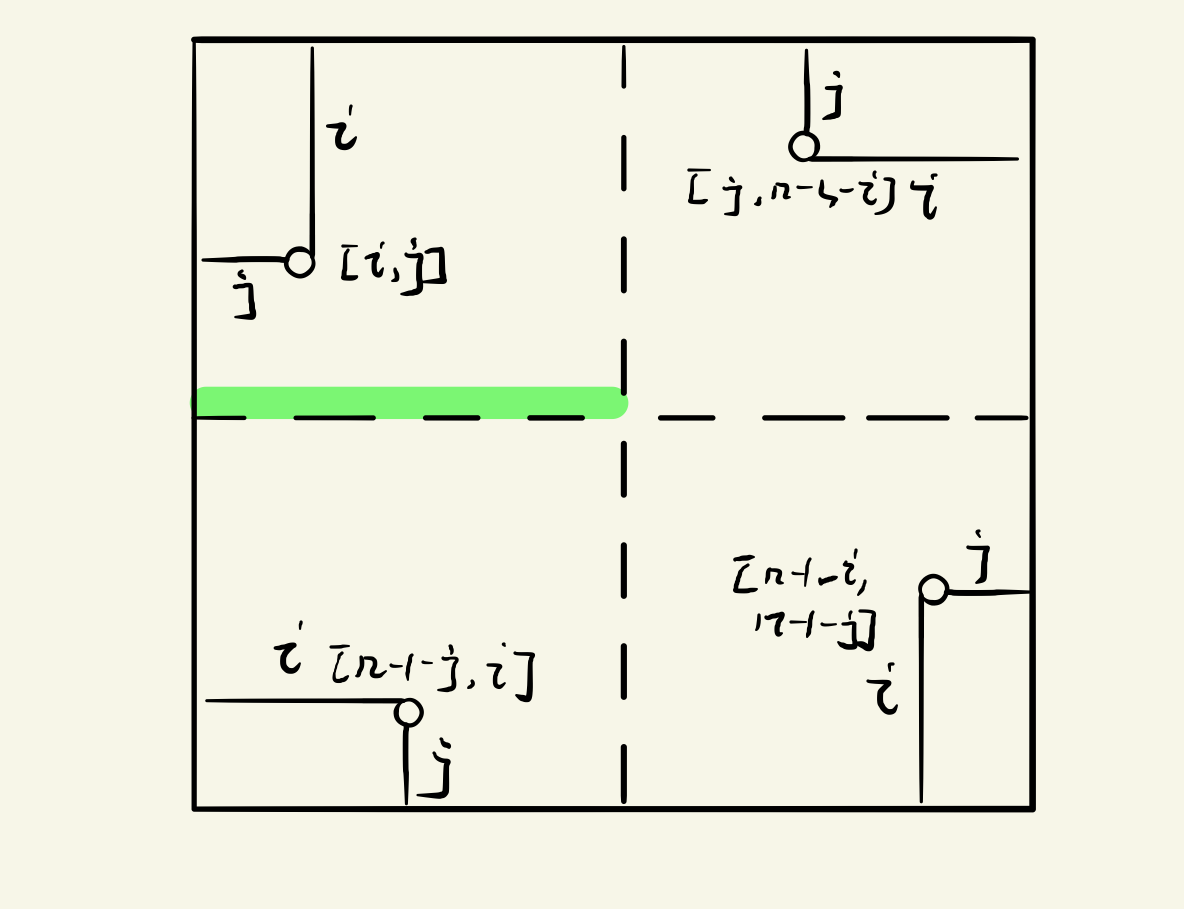 i
j
[i,j]
j
[j,n-1-i] i
[n-1-i,
n-1-j]
j
i
i [n-1-j,i]
j